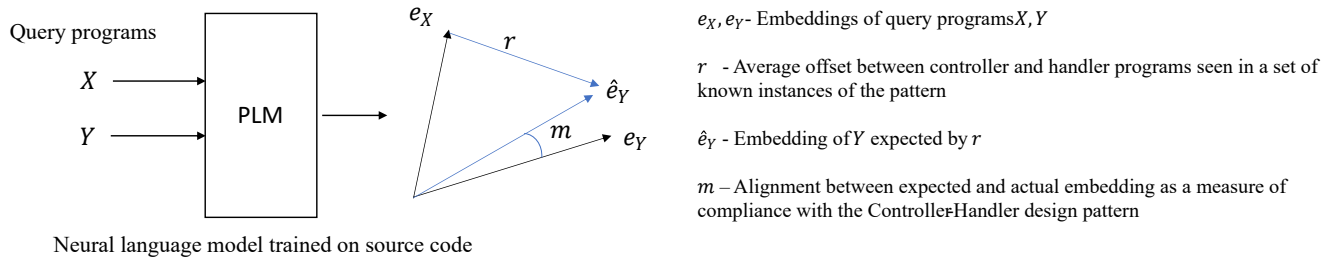 Query programs
X
Y
PLM
e_X
r
ê_Y
m
e_Y
Neural language model trained on source code
e_X, e_Y- Embeddings of query programsX, Y
r - Average offset between controller and handler programs seen in a set of
known instances of the pattern
ê_Y - Embedding of Y expected by r
m – Alignment between expected and actual embedding as a measure of
compliance with the Controller-Handler design pattern